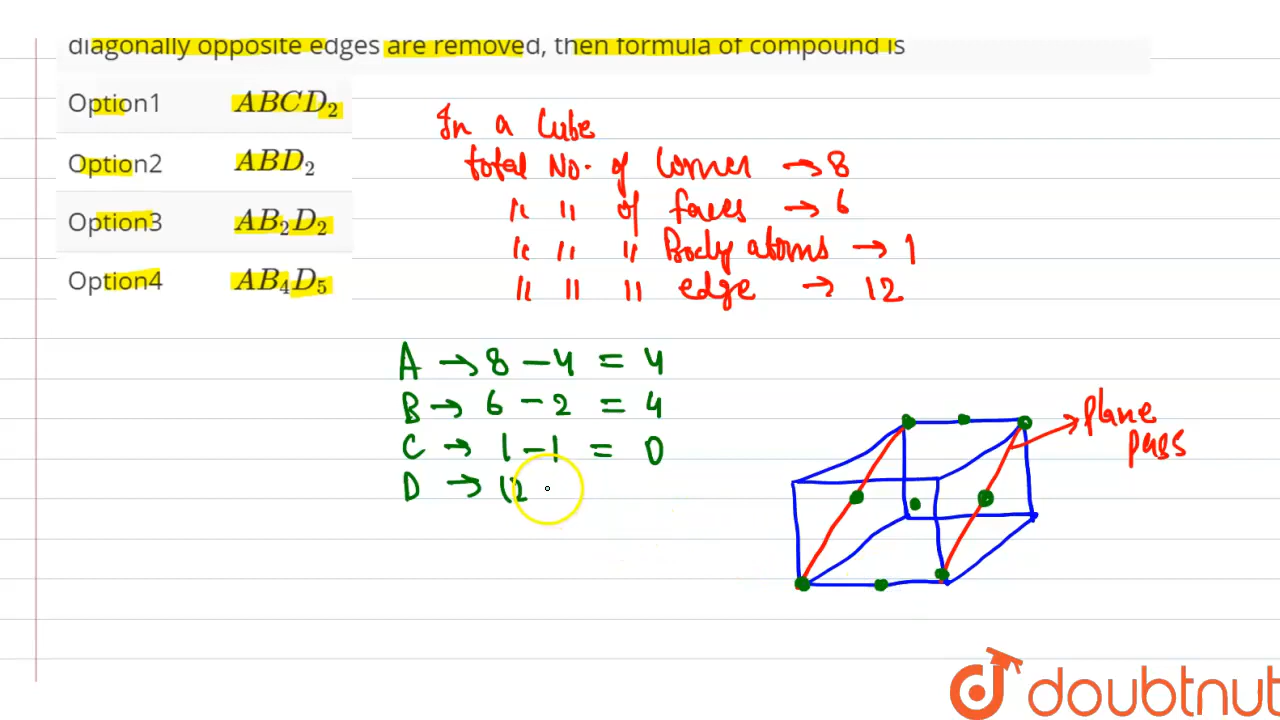 diagonally opposite edges are removed, then formula of compound is
Option1 ABCD₂
Option2 ABD₂
Option3 AB₂D₂
Option4 AB₄D₅
In a Cube
total No. of Corner → 8
" " of faces → 6
" " " Body atoms → 1
" " " edge → 12
A → 8 - 4 = 4
B → 6 - 2 = 4
C → 1 - 1 = 0
D → 12
plane
pass
doubtnut